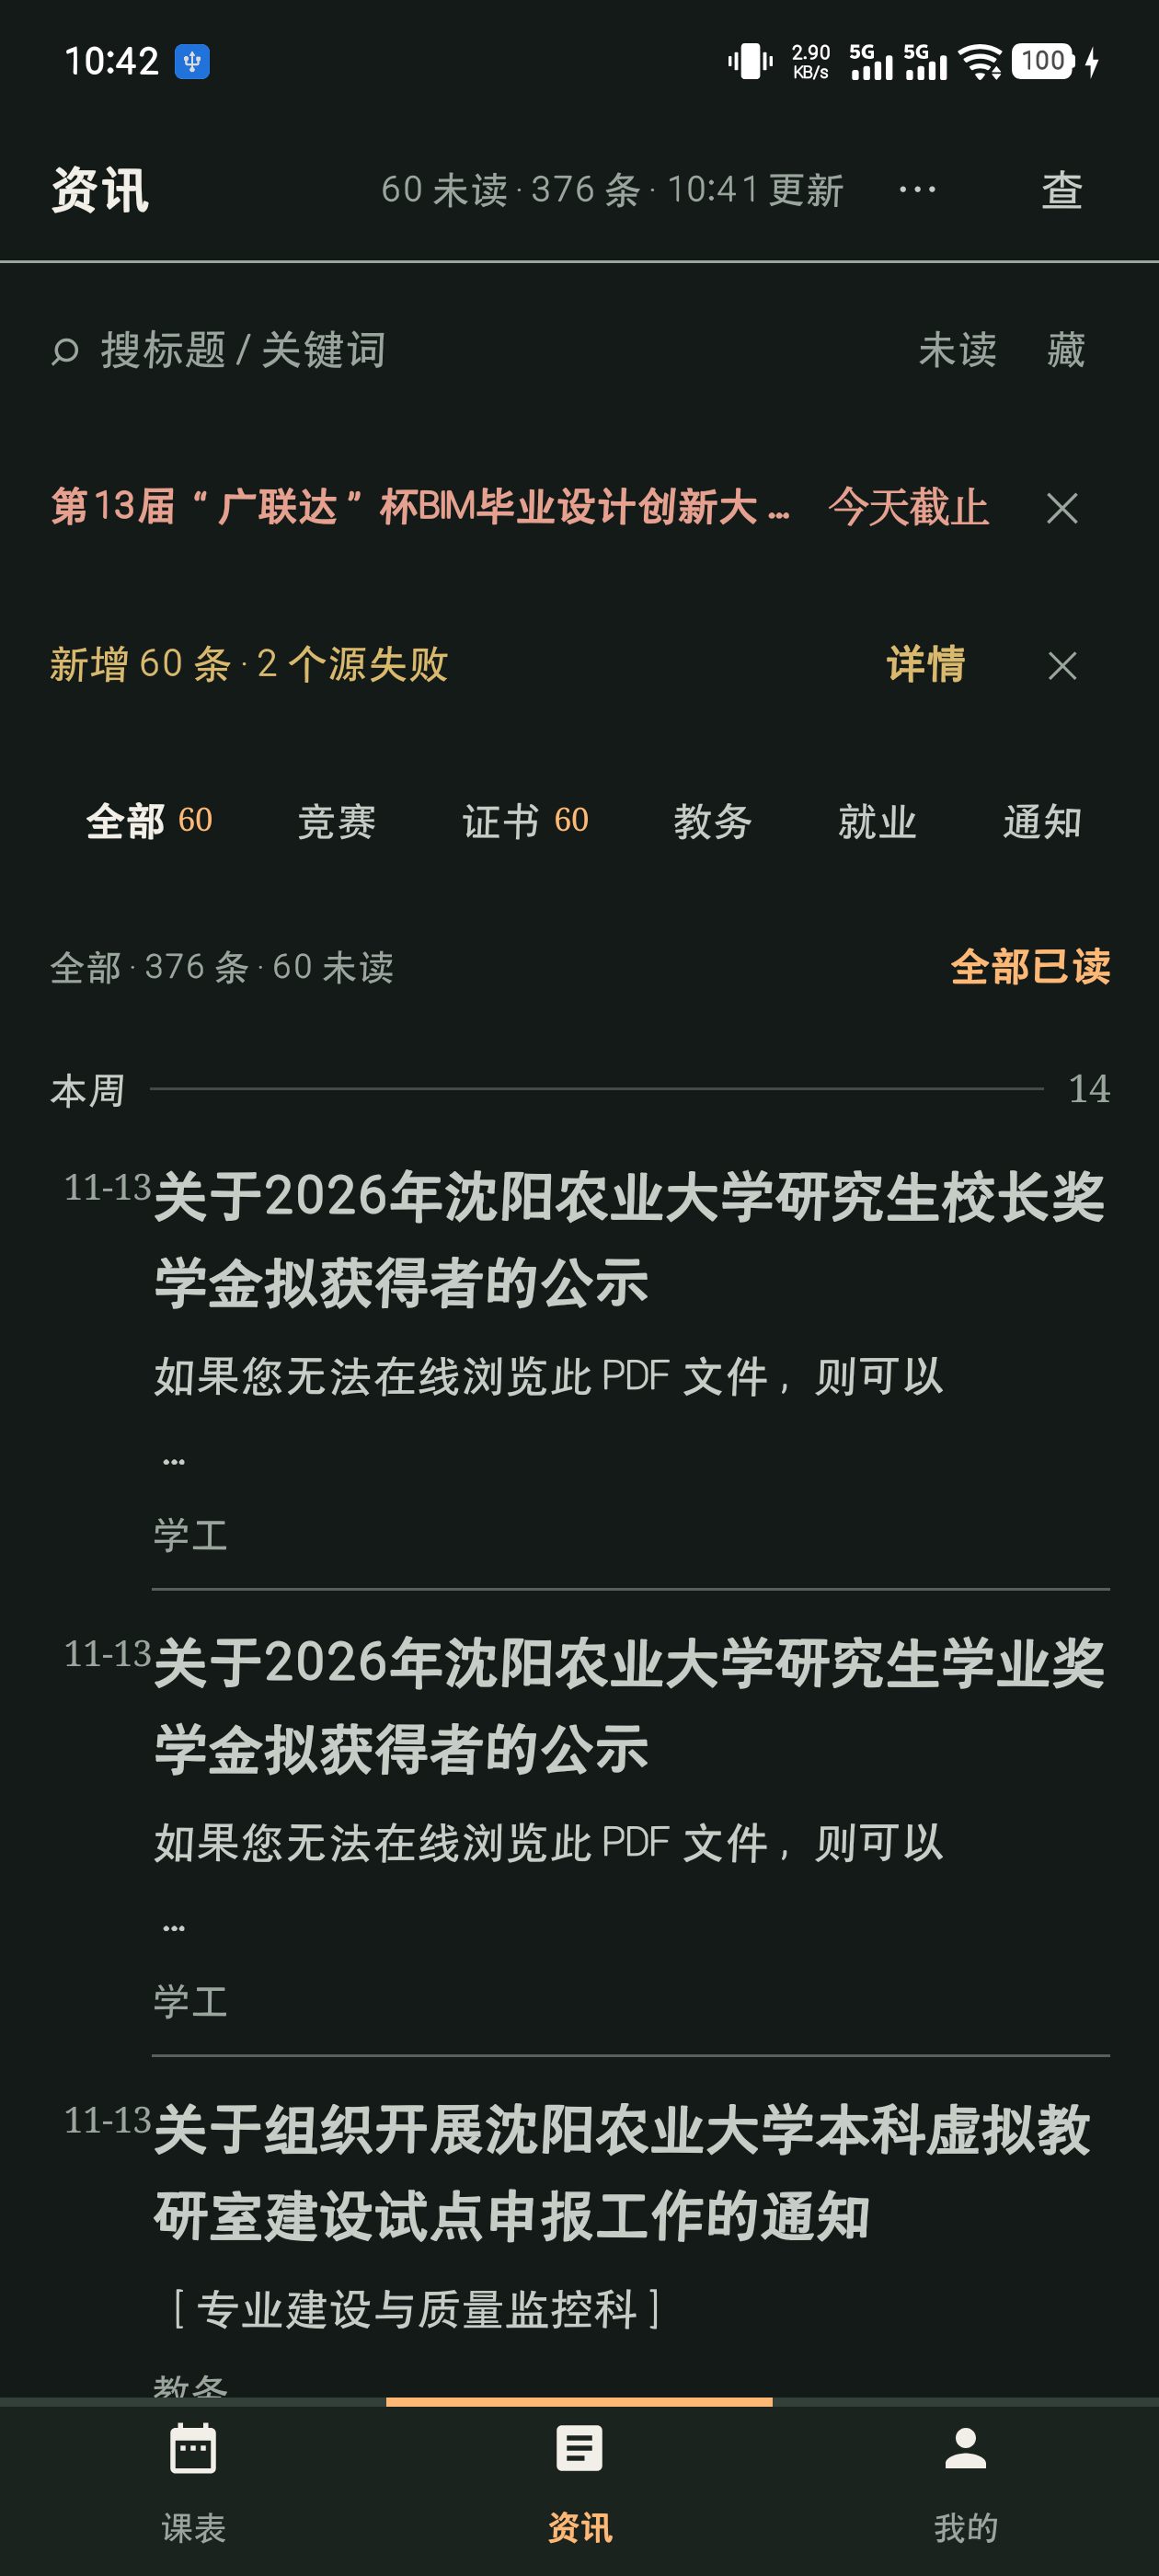 10:42
2.90 KB/s 5G 5G 100
资讯 60 未读 · 376 条 · 10:41 更新 ··· 查
搜标题 / 关键词 未读 藏
第13届“广联达”杯BIM毕业设计创新大... 今天截止
新增 60 条 · 2 个源失败 详情
全部 60 竞赛 证书 60 教务 就业 通知
全部 · 376 条 · 60 未读 全部已读
本周 14
11-13 关于2026年沈阳农业大学研究生校长奖
学金拟获得者的公示
如果您无法在线浏览此 PDF 文件，则可以
...
学工
11-13 关于2026年沈阳农业大学研究生学业奖
学金拟获得者的公示
如果您无法在线浏览此 PDF 文件，则可以
...
学工
11-13 关于组织开展沈阳农业大学本科虚拟教
研室建设试点申报工作的通知
[ 专业建设与质量监控科 ]
教务
课表 资讯 我的